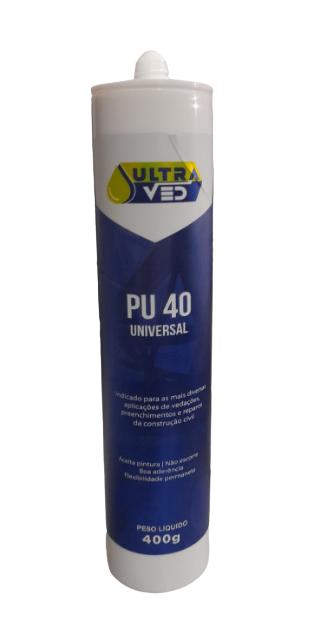 ULTRA
VED
PU 40
UNIVERSAL
Indicado para as mais diversas
aplicações de vedações,
preenchimentos e reparos
da construção civil
Aceita pintura | Não escorre
Boa aderência
Flexibilidade permanete
PESO LÍQUIDO
400g